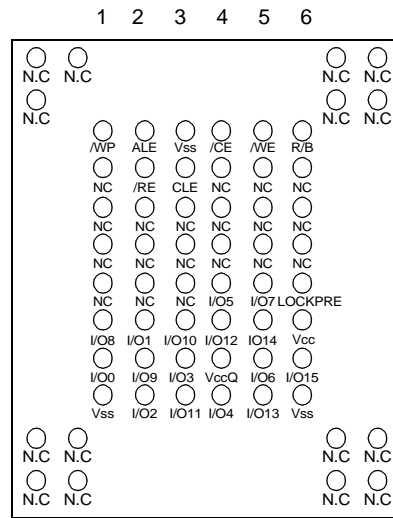 1 2 3 4 5 6
N.C N.C N.C N.C
N.C N.C N.C
/WP ALE Vss /CE /WE R/B
NC /RE CLE NC NC NC
NC NC NC NC NC NC
NC NC NC NC NC NC
NC NC NC I/O5 I/O7 LOCKPRE
I/O8 I/O1 I/O10 I/O12 IO14 Vcc
I/O0 I/O9 I/O3 VccQ I/O6 I/O15
Vss I/O2 I/O11 I/O4 I/O13 Vss
N.C N.C N.C N.C
N.C N.C N.C N.C